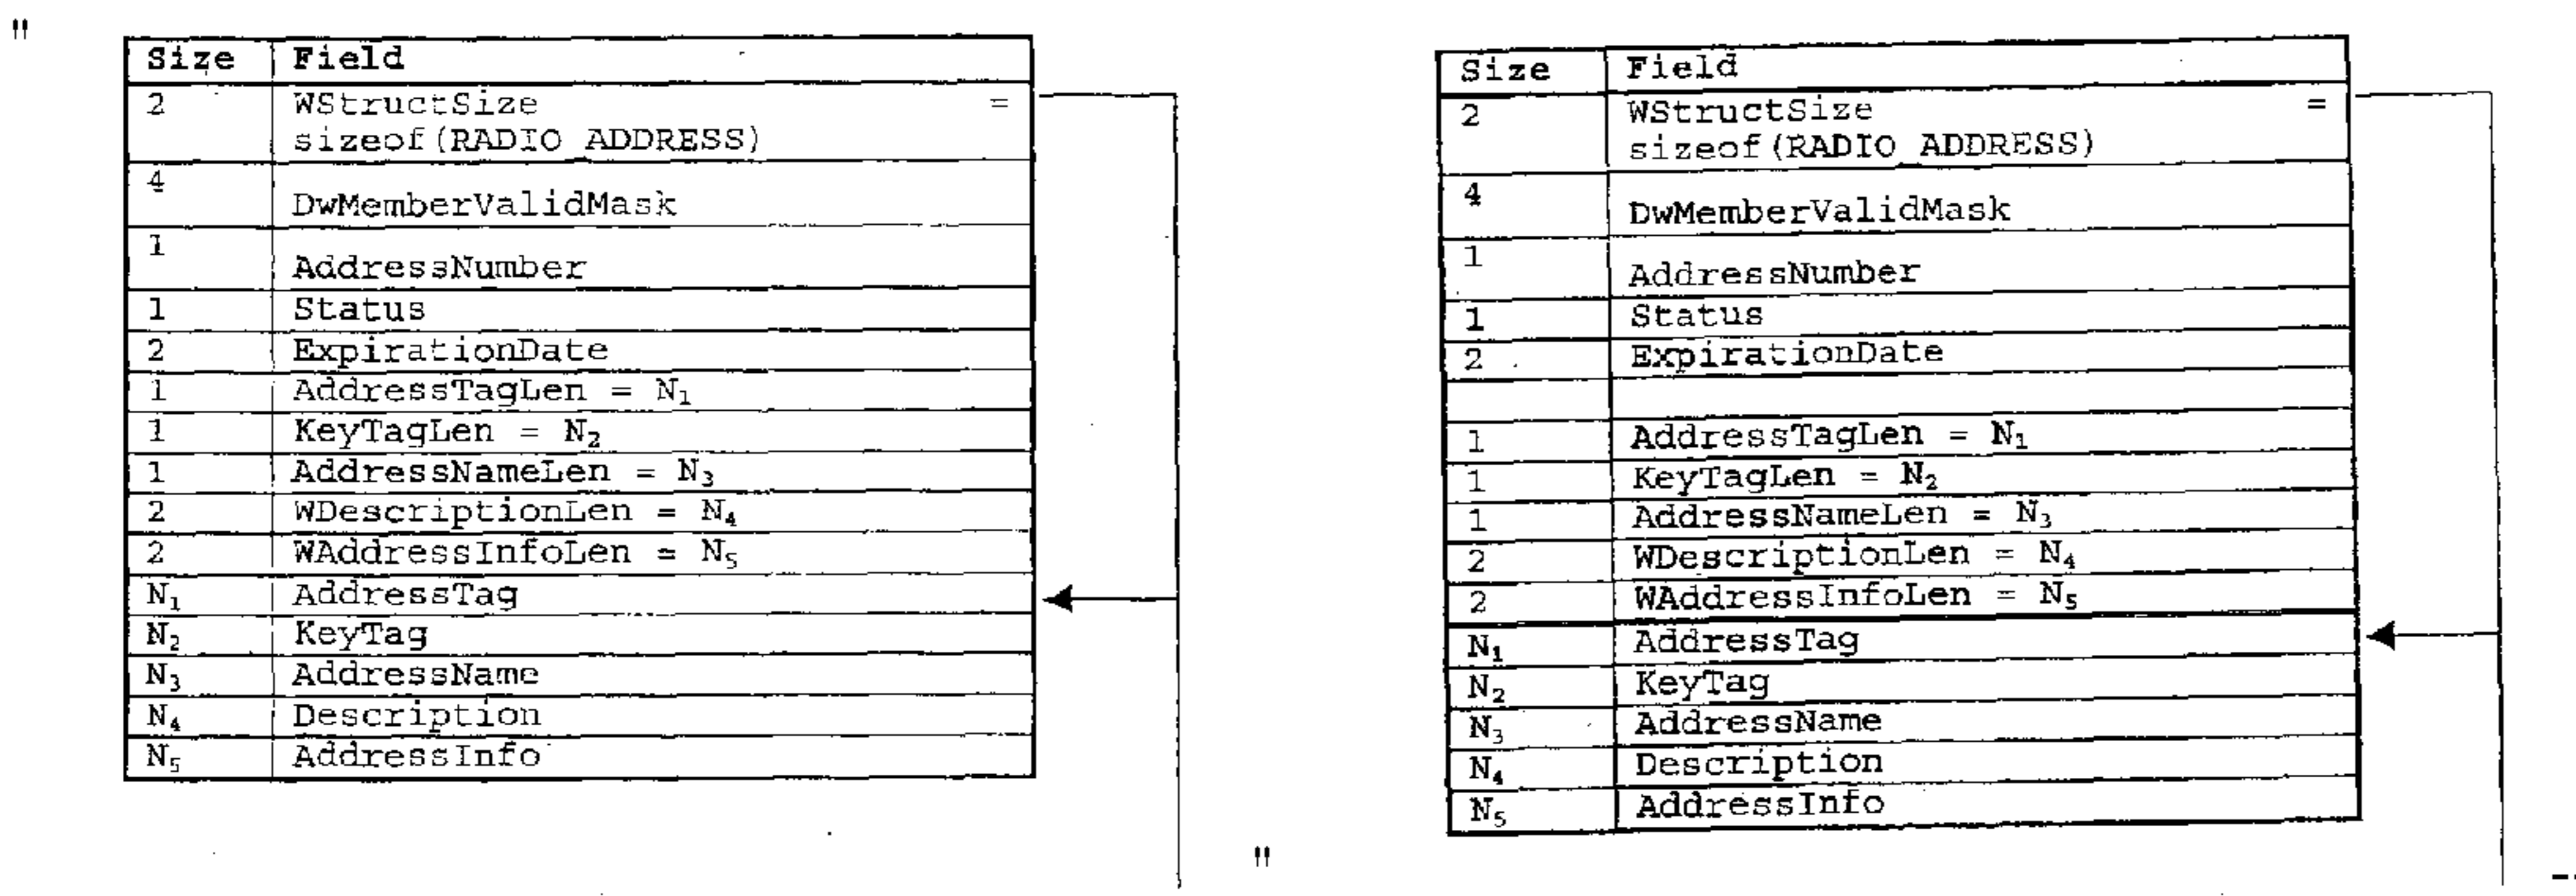 "
Size Field
2 WStructSize =
sizeof(RADIO ADDRESS)
4
DwMemberValidMask
1
AddressNumber
1 Status
2 ExpirationDate
1 AddressTagLen = N₁
1 KeyTagLen = N₂
1 AddressNameLen = N₃
2 WDescriptionLen = N₄
2 WAddressInfoLen = N₅
N₁ AddressTag
N₂ KeyTag
N₃ AddressName
N₄ Description
N₅ AddressInfo
"
Size Field
2 WStructSize =
sizeof(RADIO ADDRESS)
4
DwMemberValidMask
1
AddressNumber
1 Status
2 ExpirationDate
1 AddressTagLen = N₁
1 KeyTagLen = N₂
1 AddressNameLen = N₃
2 WDescriptionLen = N₄
2 WAddressInfoLen = N₅
N₁ AddressTag
N₂ KeyTag
N₃ AddressName
N₄ Description
N₅ AddressInfo